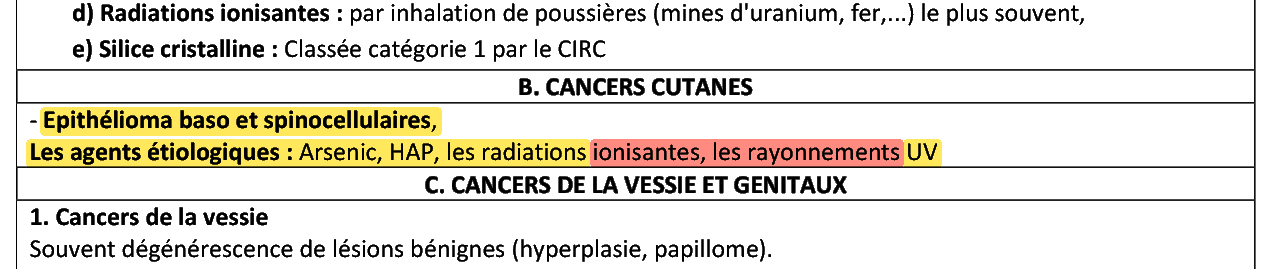 d) Radiations ionisantes : par inhalation de poussières (mines d'uranium, fer,...) le plus souvent,
e) Silice cristalline : Classée catégorie 1 par le CIRC
B. CANCERS CUTANES
- Epithélioma baso et spinocellulaires,
Les agents étiologiques : Arsenic, HAP, les radiations ionisantes, les rayonnements UV
C. CANCERS DE LA VESSIE ET GENITAUX
1. Cancers de la vessie
Souvent dégénérescence de lésions bénignes (hyperplasie, papillome).